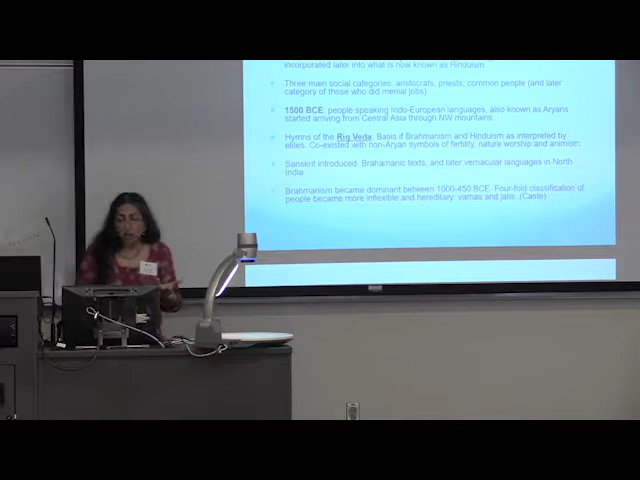 incorporated later into what is now known as Hinduism.
Three main social categories: aristocrats, priests, common people (and later
category of those who did menial jobs)
1500 BCE: people speaking Indo-European languages, also known as Aryans
started arriving from Central Asia through NW mountains.
Hymns of the Rig Veda. Basis if Brahmanism and Hinduism as interpreted by
elites. Co-existed with non-Aryan symbols of fertility, nature worship and animism.
Sanskrit introduced: Brahamanic texts, and later vernacular languages in North
India
Brahmanism became dominant between 1000-450 BCE. Four-fold classification of
people became more inflexible and hereditary: varnas and jatis. (Caste)